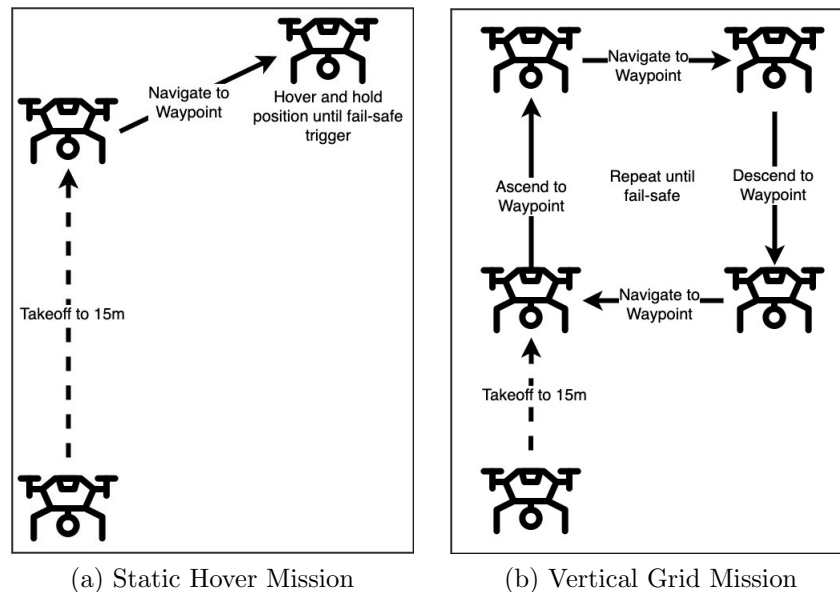 Navigate to
Waypoint
Hover and hold
position until fail-safe
trigger
Takeoff to 15m
(a) Static Hover Mission
Navigate to
Waypoint
Ascend to
Waypoint
Repeat until
fail-safe
Descend to
Waypoint
Navigate to
Waypoint
Takeoff to 15m
(b) Vertical Grid Mission